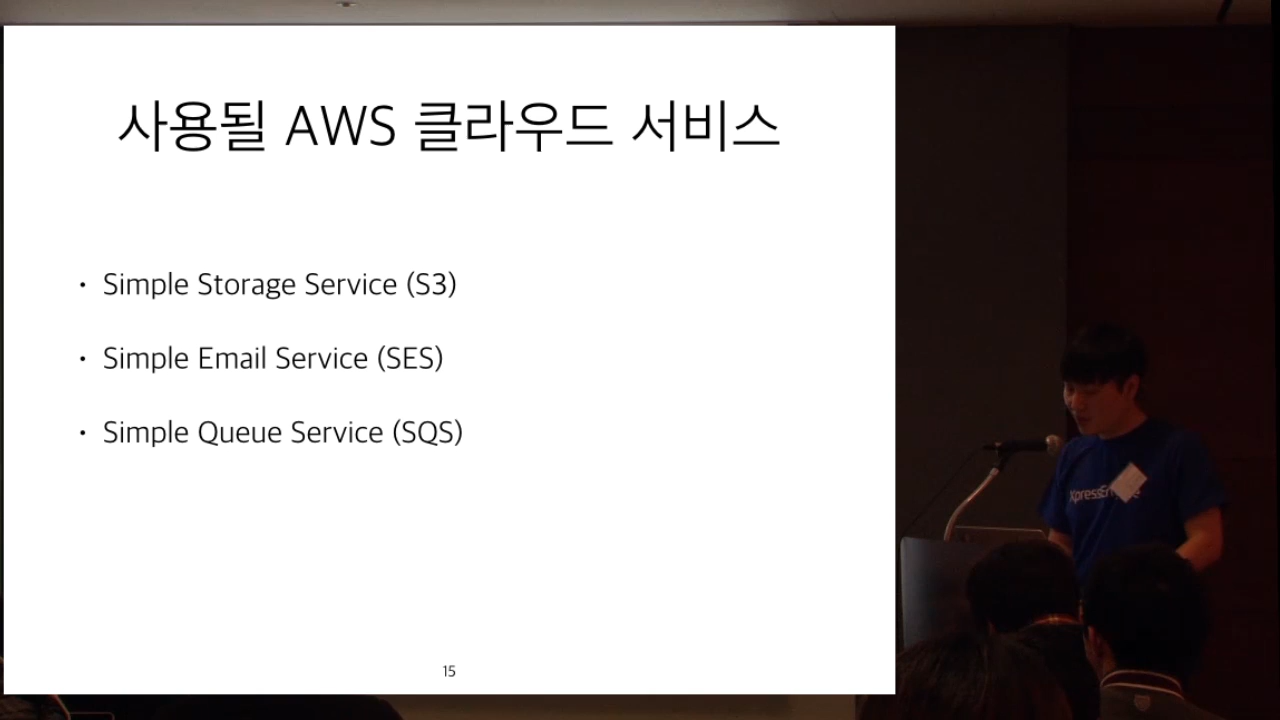 사용될 AWS 클라우드 서비스
• Simple Storage Service (S3)
• Simple Email Service (SES)
• Simple Queue Service (SQS)
15